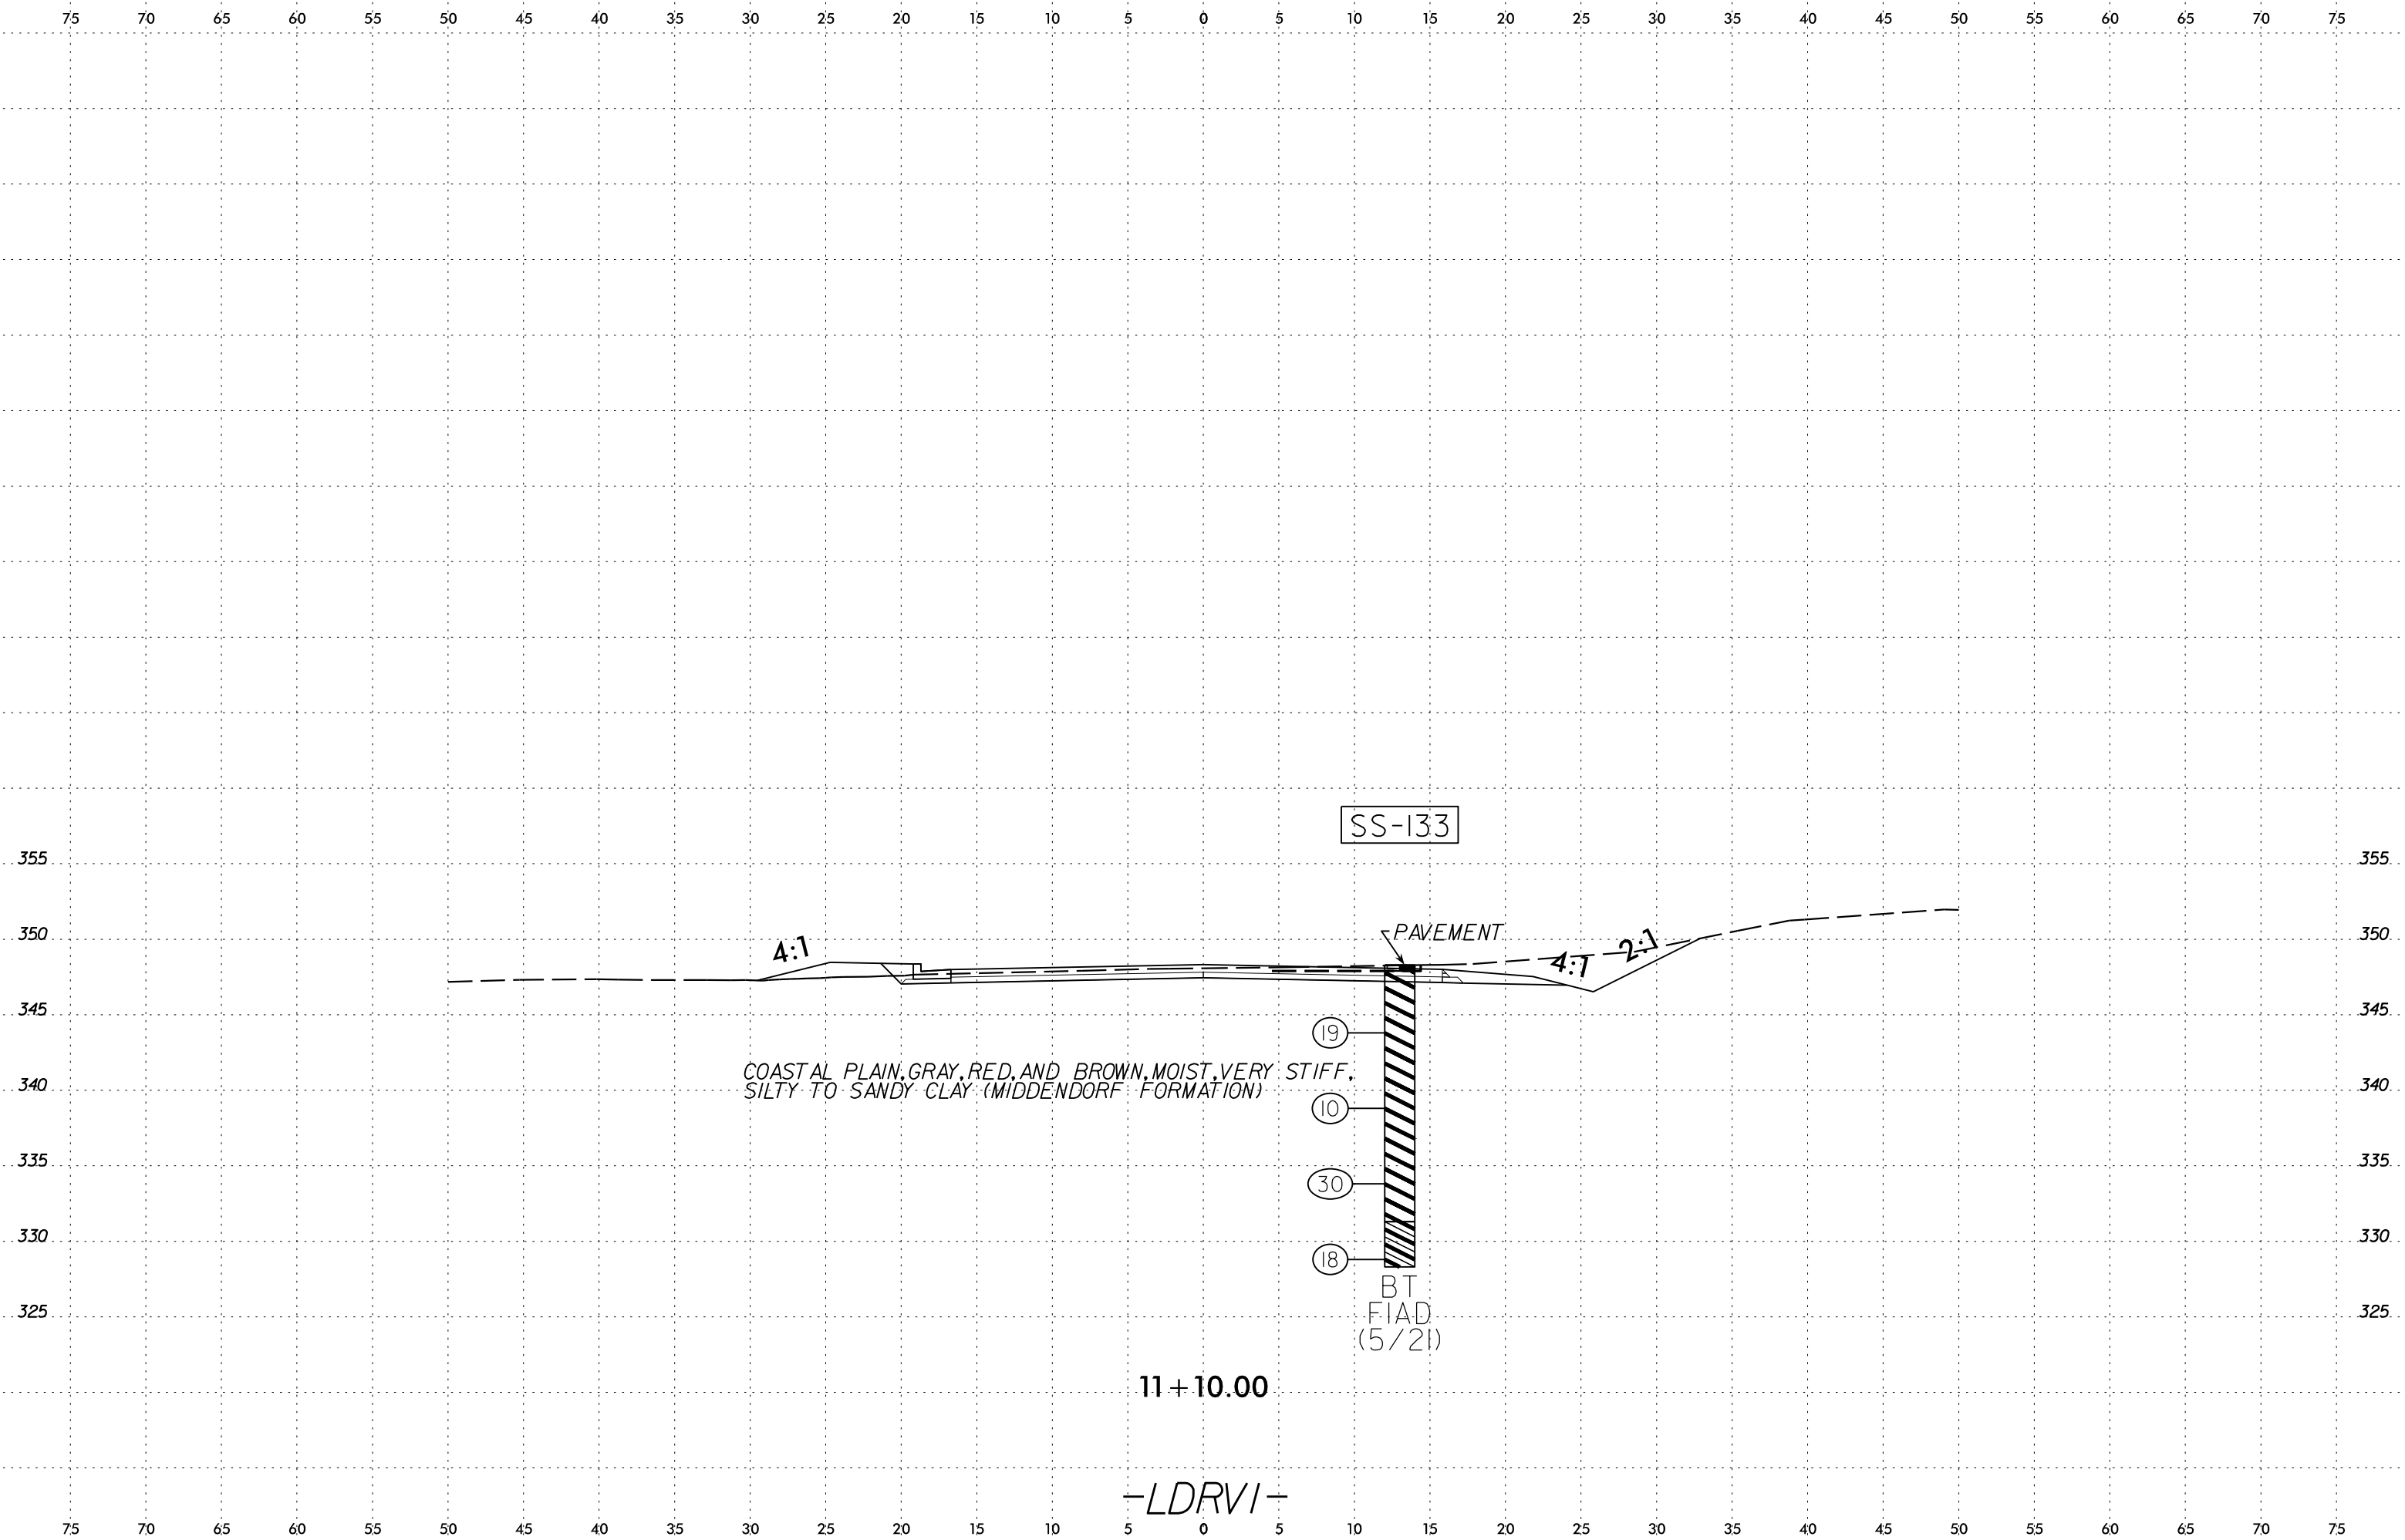 75 70 65 60 55 50 45 40 35 30 25 20 15 10 5 0 5 10 15 20 25 30 35 40 45 50 55 60 65 70 75
SS-133
355 355
PAVEMENT
350 4:1 4:1 2:1 350
345 345
19
COASTAL PLAIN, GRAY, RED, AND BROWN, MOIST, VERY STIFF,
SILTY TO SANDY CLAY (MIDDENDORF FORMATION)
340 340
10
335 335
30
330 330
18
BT
FIAD
325 325
(5/21)
11+10.00
-LDRV1-
75 70 65 60 55 50 45 40 35 30 25 20 15 10 5 0 5 10 15 20 25 30 35 40 45 50 55 60 65 70 75